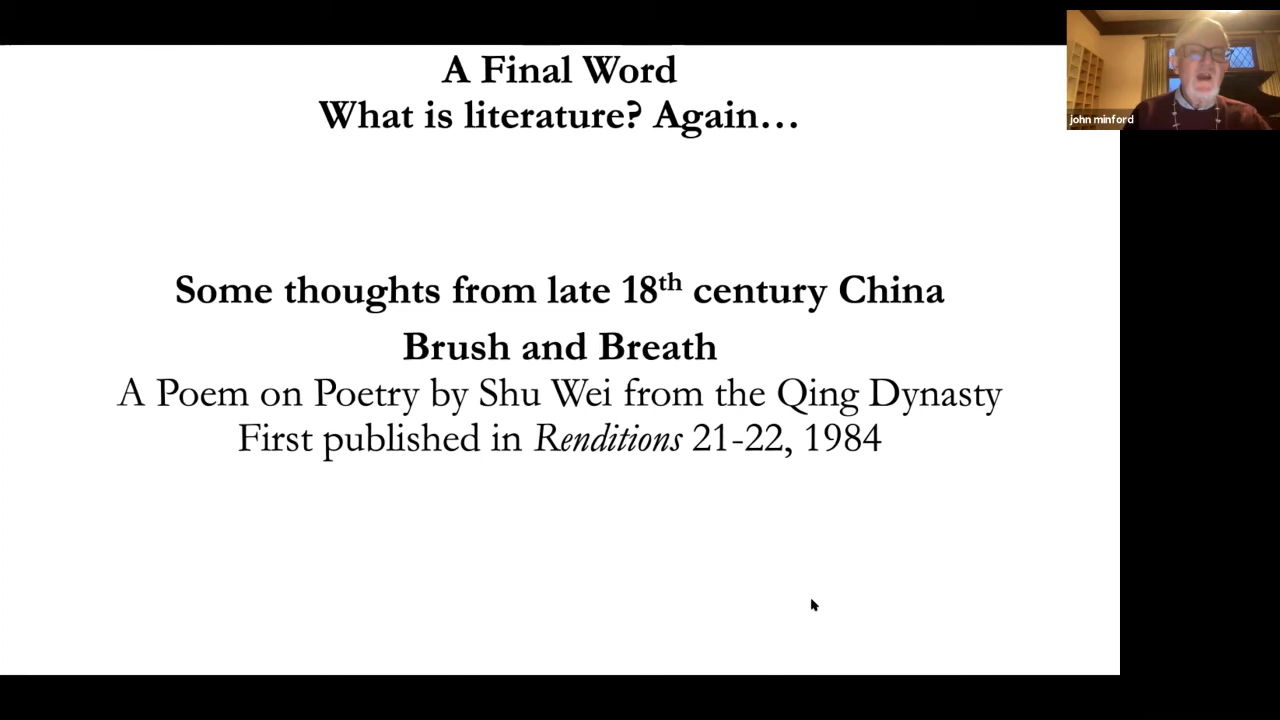 A Final Word
What is literature? Again…
Some thoughts from late 18th century China
Brush and Breath
A Poem on Poetry by Shu Wei from the Qing Dynasty
First published in Renditions 21-22, 1984
john minford